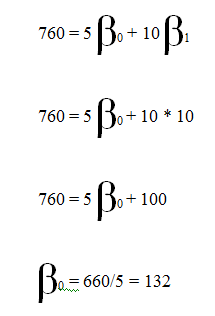 760 = 5 β₀ + 10 β₁
760 = 5 β₀ + 10 * 10
760 = 5 β₀ + 100
β₀ = 660/5 = 132